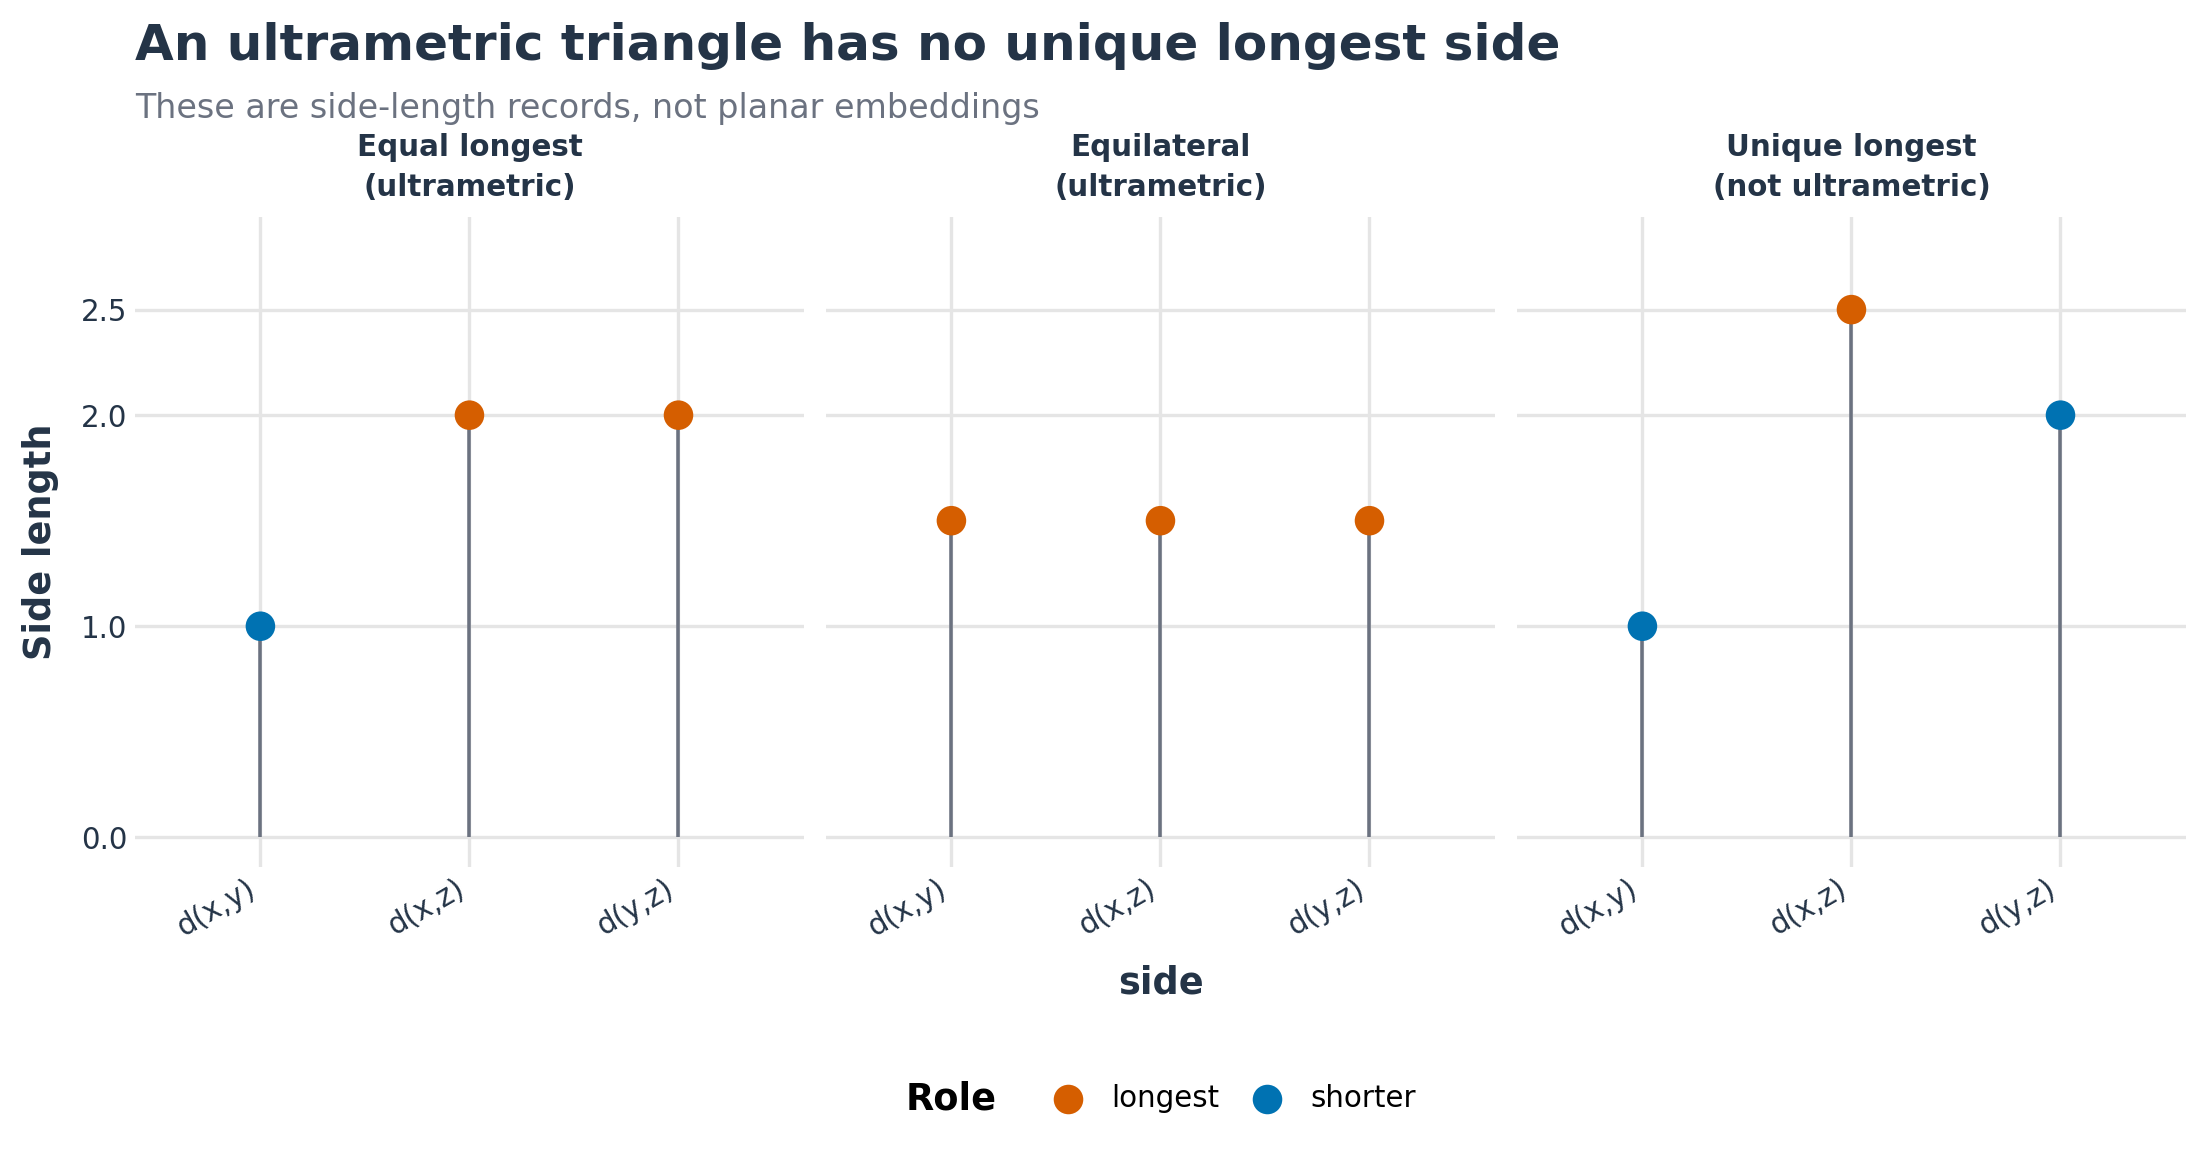 An ultrametric triangle has no unique longest side
These are side-length records, not planar embeddings
Equal longest
(ultrametric)
Equilateral
(ultrametric)
Unique longest
(not ultrametric)
Side length
2.5
2.0
1.0
0.0
d(x,y)
d(x,z)
d(y,z)
d(x,y)
d(x,z)
d(y,z)
d(x,y)
d(x,z)
d(y,z)
side
Role
longest
shorter